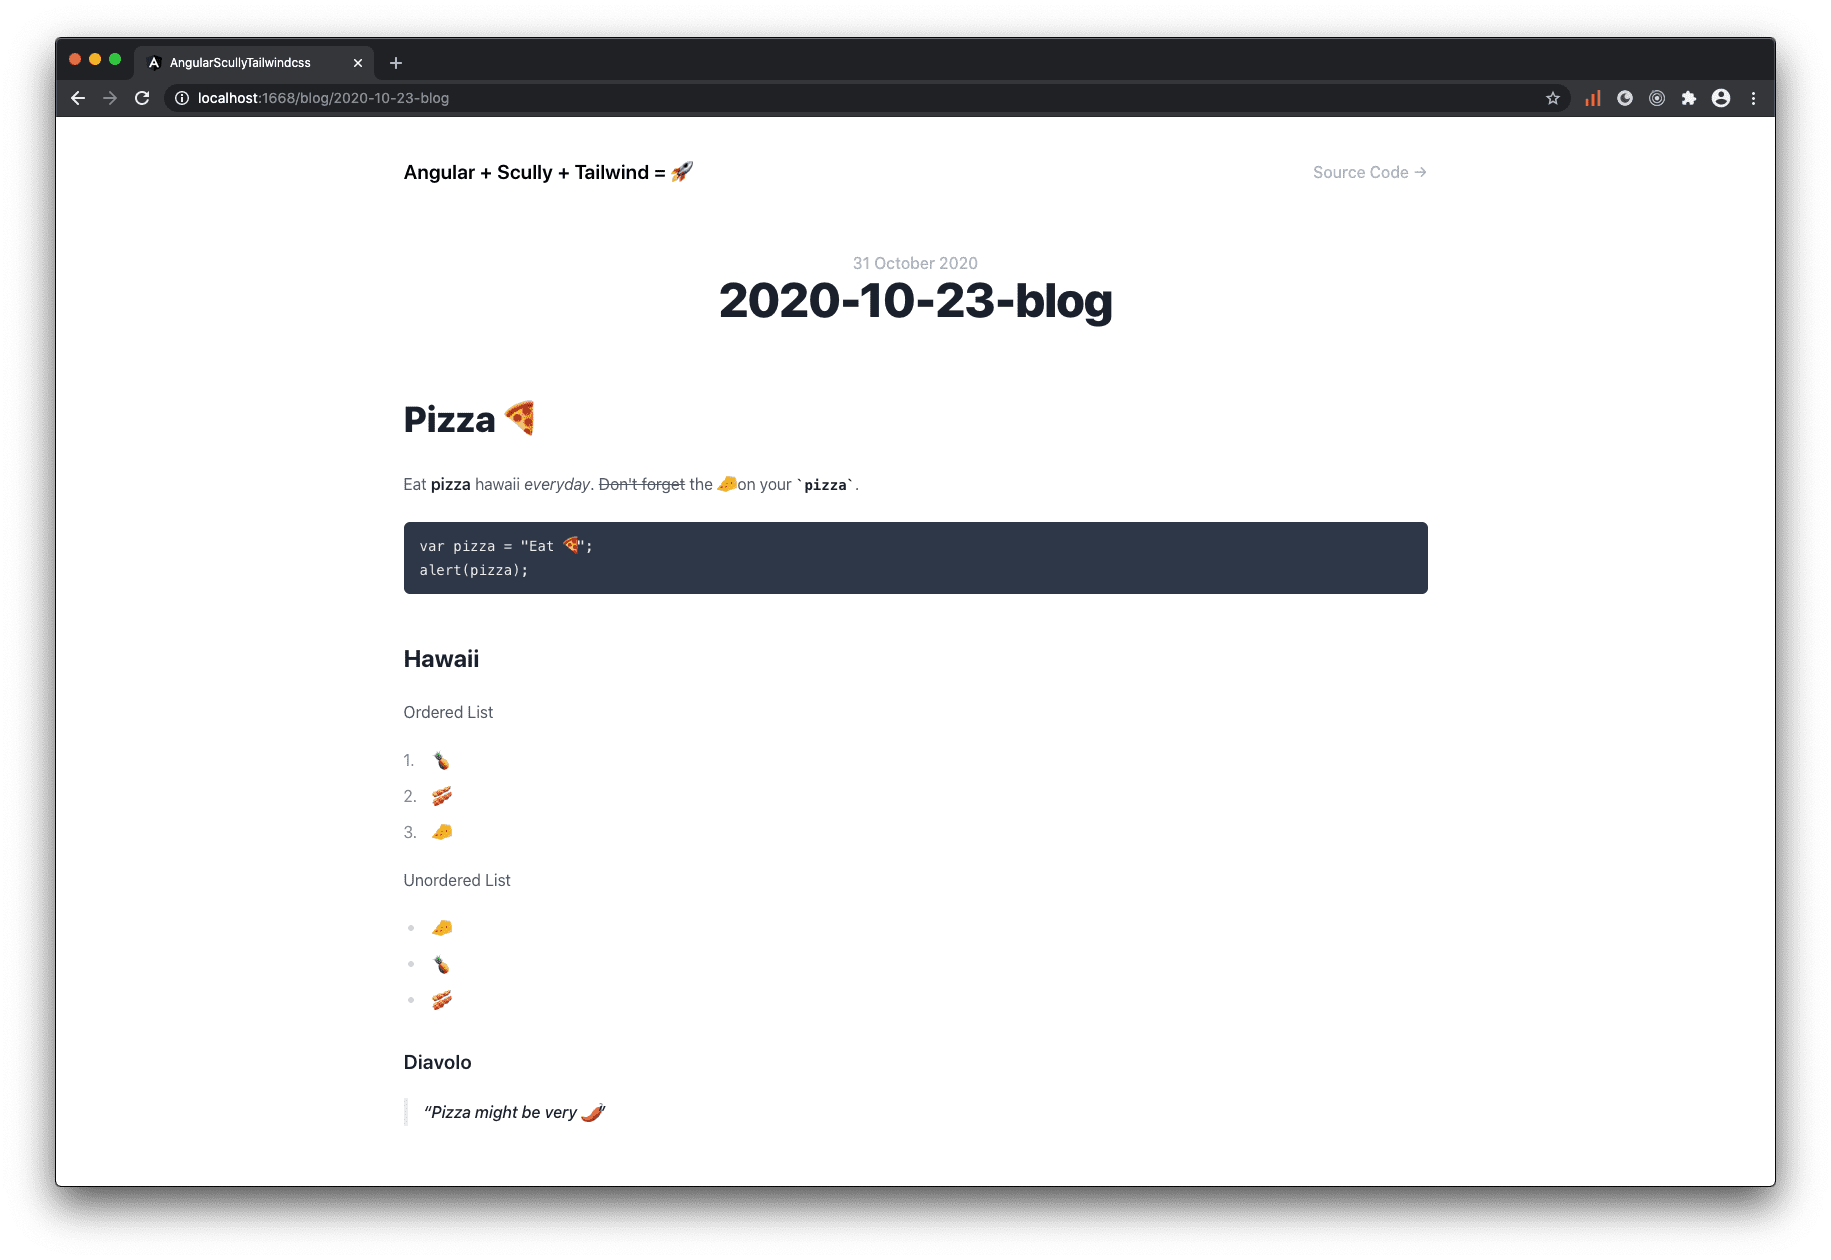 AngularScullyTailwindcss
localhost:1668/blog/2020-10-23-blog
Angular + Scully + Tailwind = 🚀
Source Code →
31 October 2020
2020-10-23-blog
Pizza 🍕
Eat pizza hawaii everyday. Don't forget the 🧀on your `pizza`.
var pizza = "Eat 🍕";
alert(pizza);
Hawaii
Ordered List
1. 🍍
2. 🥓
3. 🧀
Unordered List
• 🧀
• 🍍
• 🥓
Diavolo
“Pizza might be very 🌶”